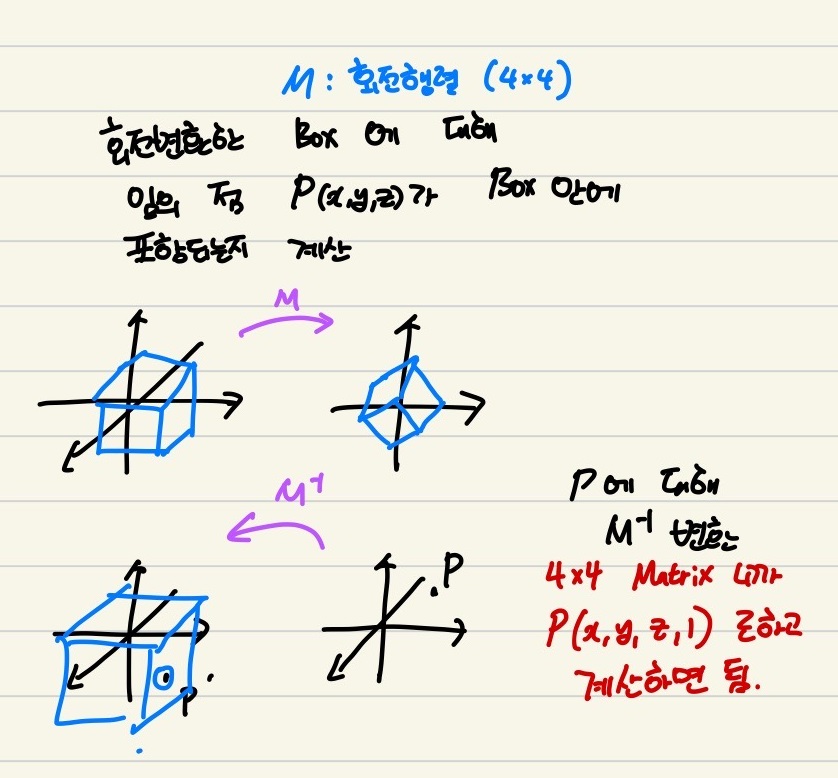 M : 회전행렬 (4×4)
회전변환한 Box 에 대해
임의 점 P(x,y,z)가 Box 안에
포함되는지 계산
M
M⁻¹
P에 대해
M⁻¹ 변환
4×4 Matrix 니까
P(x, y, z, 1) 로하고
계산하면 됨.
P
P